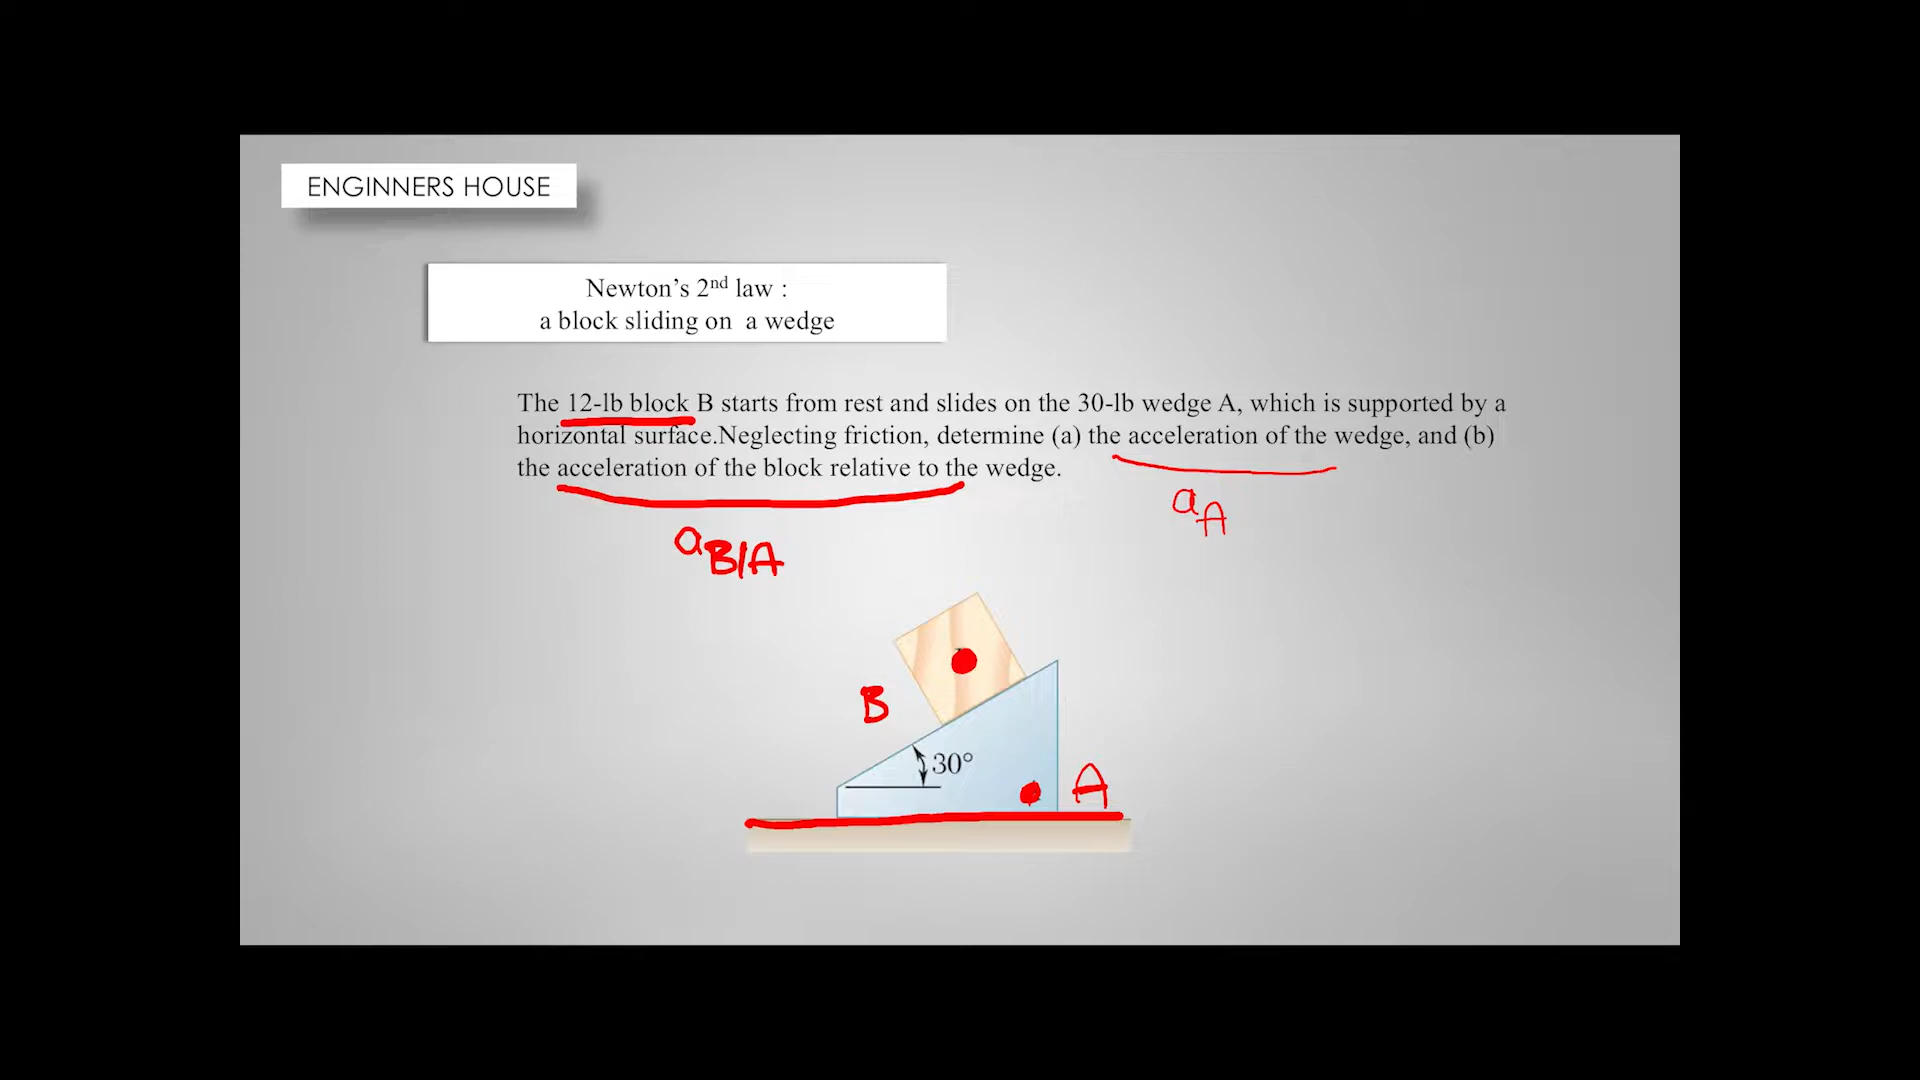 ENGINNERS HOUSE
Newton’s 2nd law :
a block sliding on a wedge
The 12-lb block B starts from rest and slides on the 30-lb wedge A, which is supported by a
horizontal surface.Neglecting friction, determine (a) the acceleration of the wedge, and (b)
the acceleration of the block relative to the wedge.
aA
aB/A
B
30°
A